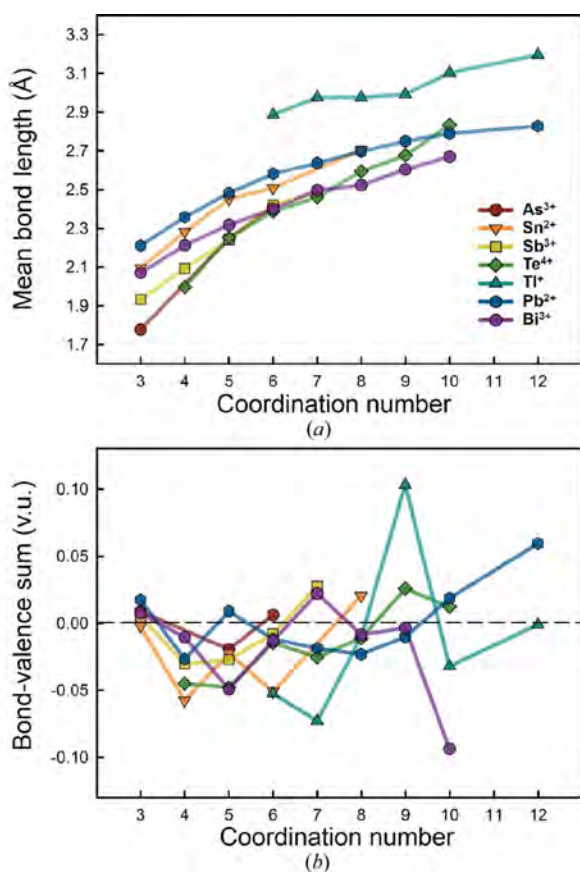 3.3
3.1
2.9
2.7
2.5
2.3
2.1
1.9
1.7
Mean bond length (Å)
As3+
Sn2+
Sb3+
Te4+
Tl+
Pb2+
Bi3+
3 4 5 6 7 8 9 10 11 12
Coordination number
(a)
0.10
0.05
0.00
-0.05
-0.10
Bond-valence sum (v.u.)
3 4 5 6 7 8 9 10 11 12
Coordination number
(b)